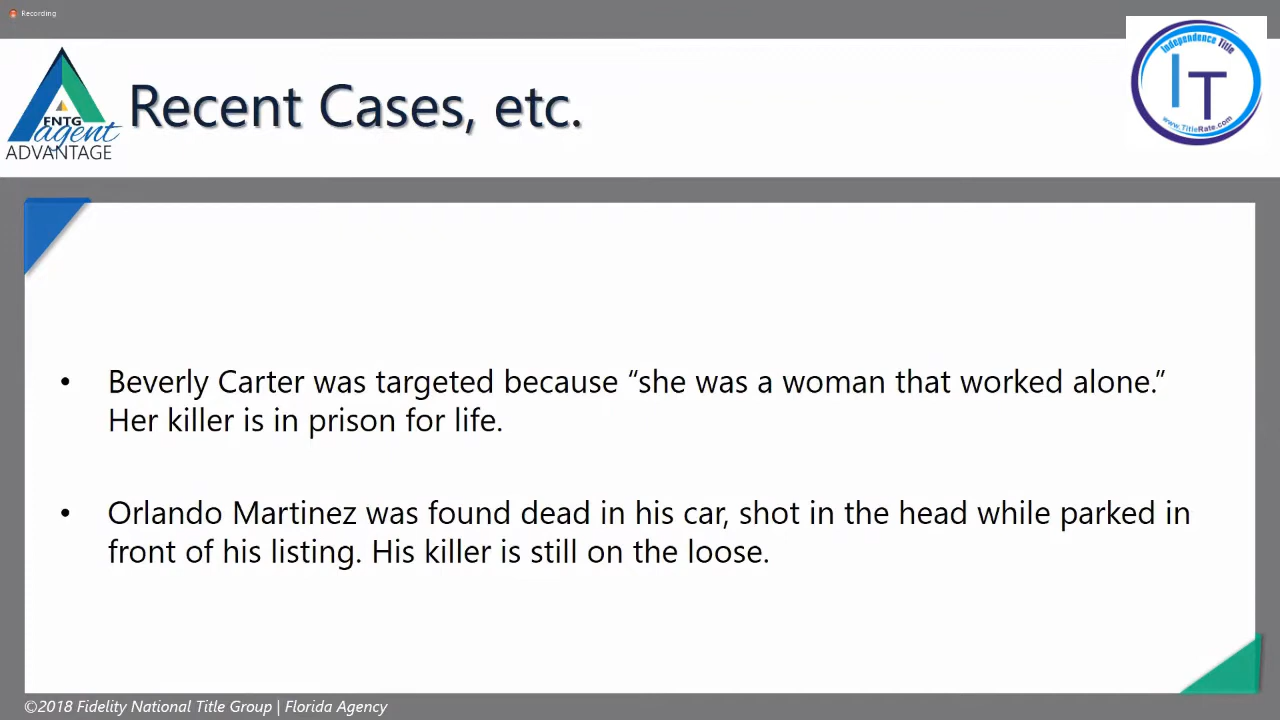 Recording
Independence Title
IT
www.TitleRate.com
FNTG
agent
ADVANTAGE
Recent Cases, etc.
• Beverly Carter was targeted because “she was a woman that worked alone.”
Her killer is in prison for life.
• Orlando Martinez was found dead in his car, shot in the head while parked in
front of his listing. His killer is still on the loose.
©2018 Fidelity National Title Group | Florida Agency